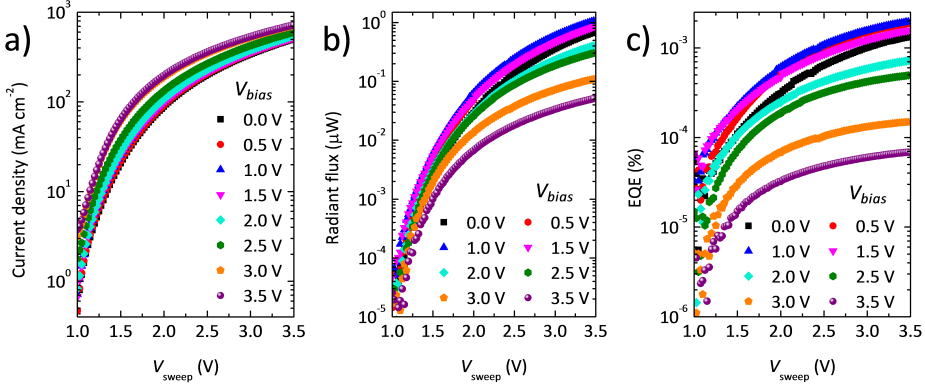 a)
Current density (mA cm⁻²)
10³
10²
10¹
10⁰
V_bias
0.0 V
0.5 V
1.0 V
1.5 V
2.0 V
2.5 V
3.0 V
3.5 V
1.0 1.5 2.0 2.5 3.0 3.5
V_sweep (V)
b)
Radiant flux (μW)
10⁰
10⁻¹
10⁻²
10⁻³
10⁻⁴
10⁻⁵
V_bias
0.0 V 0.5 V
1.0 V 1.5 V
2.0 V 2.5 V
3.0 V 3.5 V
1.0 1.5 2.0 2.5 3.0 3.5
V_sweep (V)
c)
EQE (%)
10⁻³
10⁻⁴
10⁻⁵
10⁻⁶
V_bias
0.0 V 0.5 V
1.0 V 1.5 V
2.0 V 2.5 V
3.0 V 3.5 V
1.0 1.5 2.0 2.5 3.0 3.5
V_sweep (V)